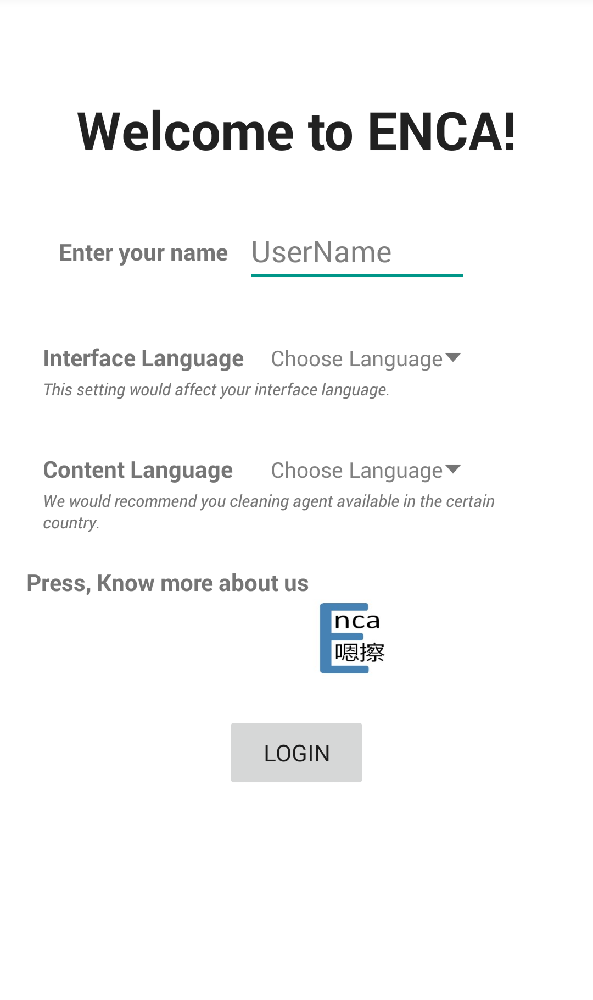 Welcome to ENCA!
Enter your name UserName
Interface Language Choose Language
This setting would affect your interface language.
Content Language Choose Language
We would recommend you cleaning agent available in the certain
country.
Press, Know more about us
Enca
嗯擦
LOGIN